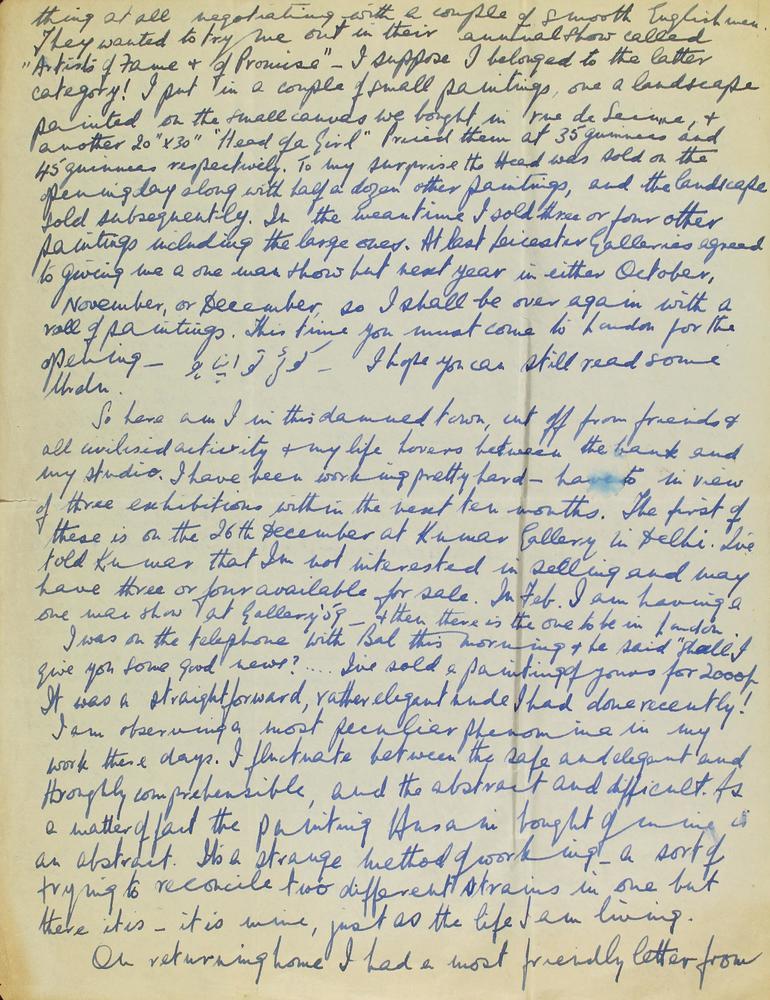 thing at all negotiating with a couple of smooth Englishmen.
They wanted to try me out in their annual show called
"Artists of Fame & of Promise" – I suppose I belonged to the latter
category! I put in a couple of small paintings, one a landscape
painted on the small canvas we bought in rue de Seine, &
another 20"x30" "Head of a Girl" Priced them at 35 guineas and
45 guineas respectively. To my surprise the Head was sold on the
opening day along with half a dozen other paintings, and the landscape
sold subsequently. In the meantime I sold three or four other
paintings including the large ones. At last Leicester Galleries agreed
to giving me a one man show but next year in either October,
November, or December, so I shall be over again with a
roll of paintings. This time you must come to London for the
opening – – I hope you can still read some
Urdu.
So here am I in this damned town, cut off from friends &
all civilised activity & my life hovers between the bank and
my studio. I have been working pretty hard – have to in view
of three exhibitions within the next ten months. The first of
these is on the 26th December at Kumar Gallery in Delhi. I've
told Kumar that I'm not interested in selling and may
have three or four available for sale. In Feb. I am having a
one man show at Gallery '59 – & then there is the one to be in London.
I was on the telephone with Bal this morning & he said "Shall I
give you some good news? .... I've sold a painting of yours for 2000/-
It was a straightforward, rather elegant nude I had done recently!
I am observing a most peculiar phenomina in my
work these days. I fluctuate between the safe and elegant and
throughly comprehensible, and the abstract and difficult. As
a matter of fact the painting Husain bought of mine is
an abstract. It's a strange method of working – a sort of
trying to reconcile two different strains in one but
there it is – it is mine, just as the life I am living.
On returning home I had a most friendly letter from